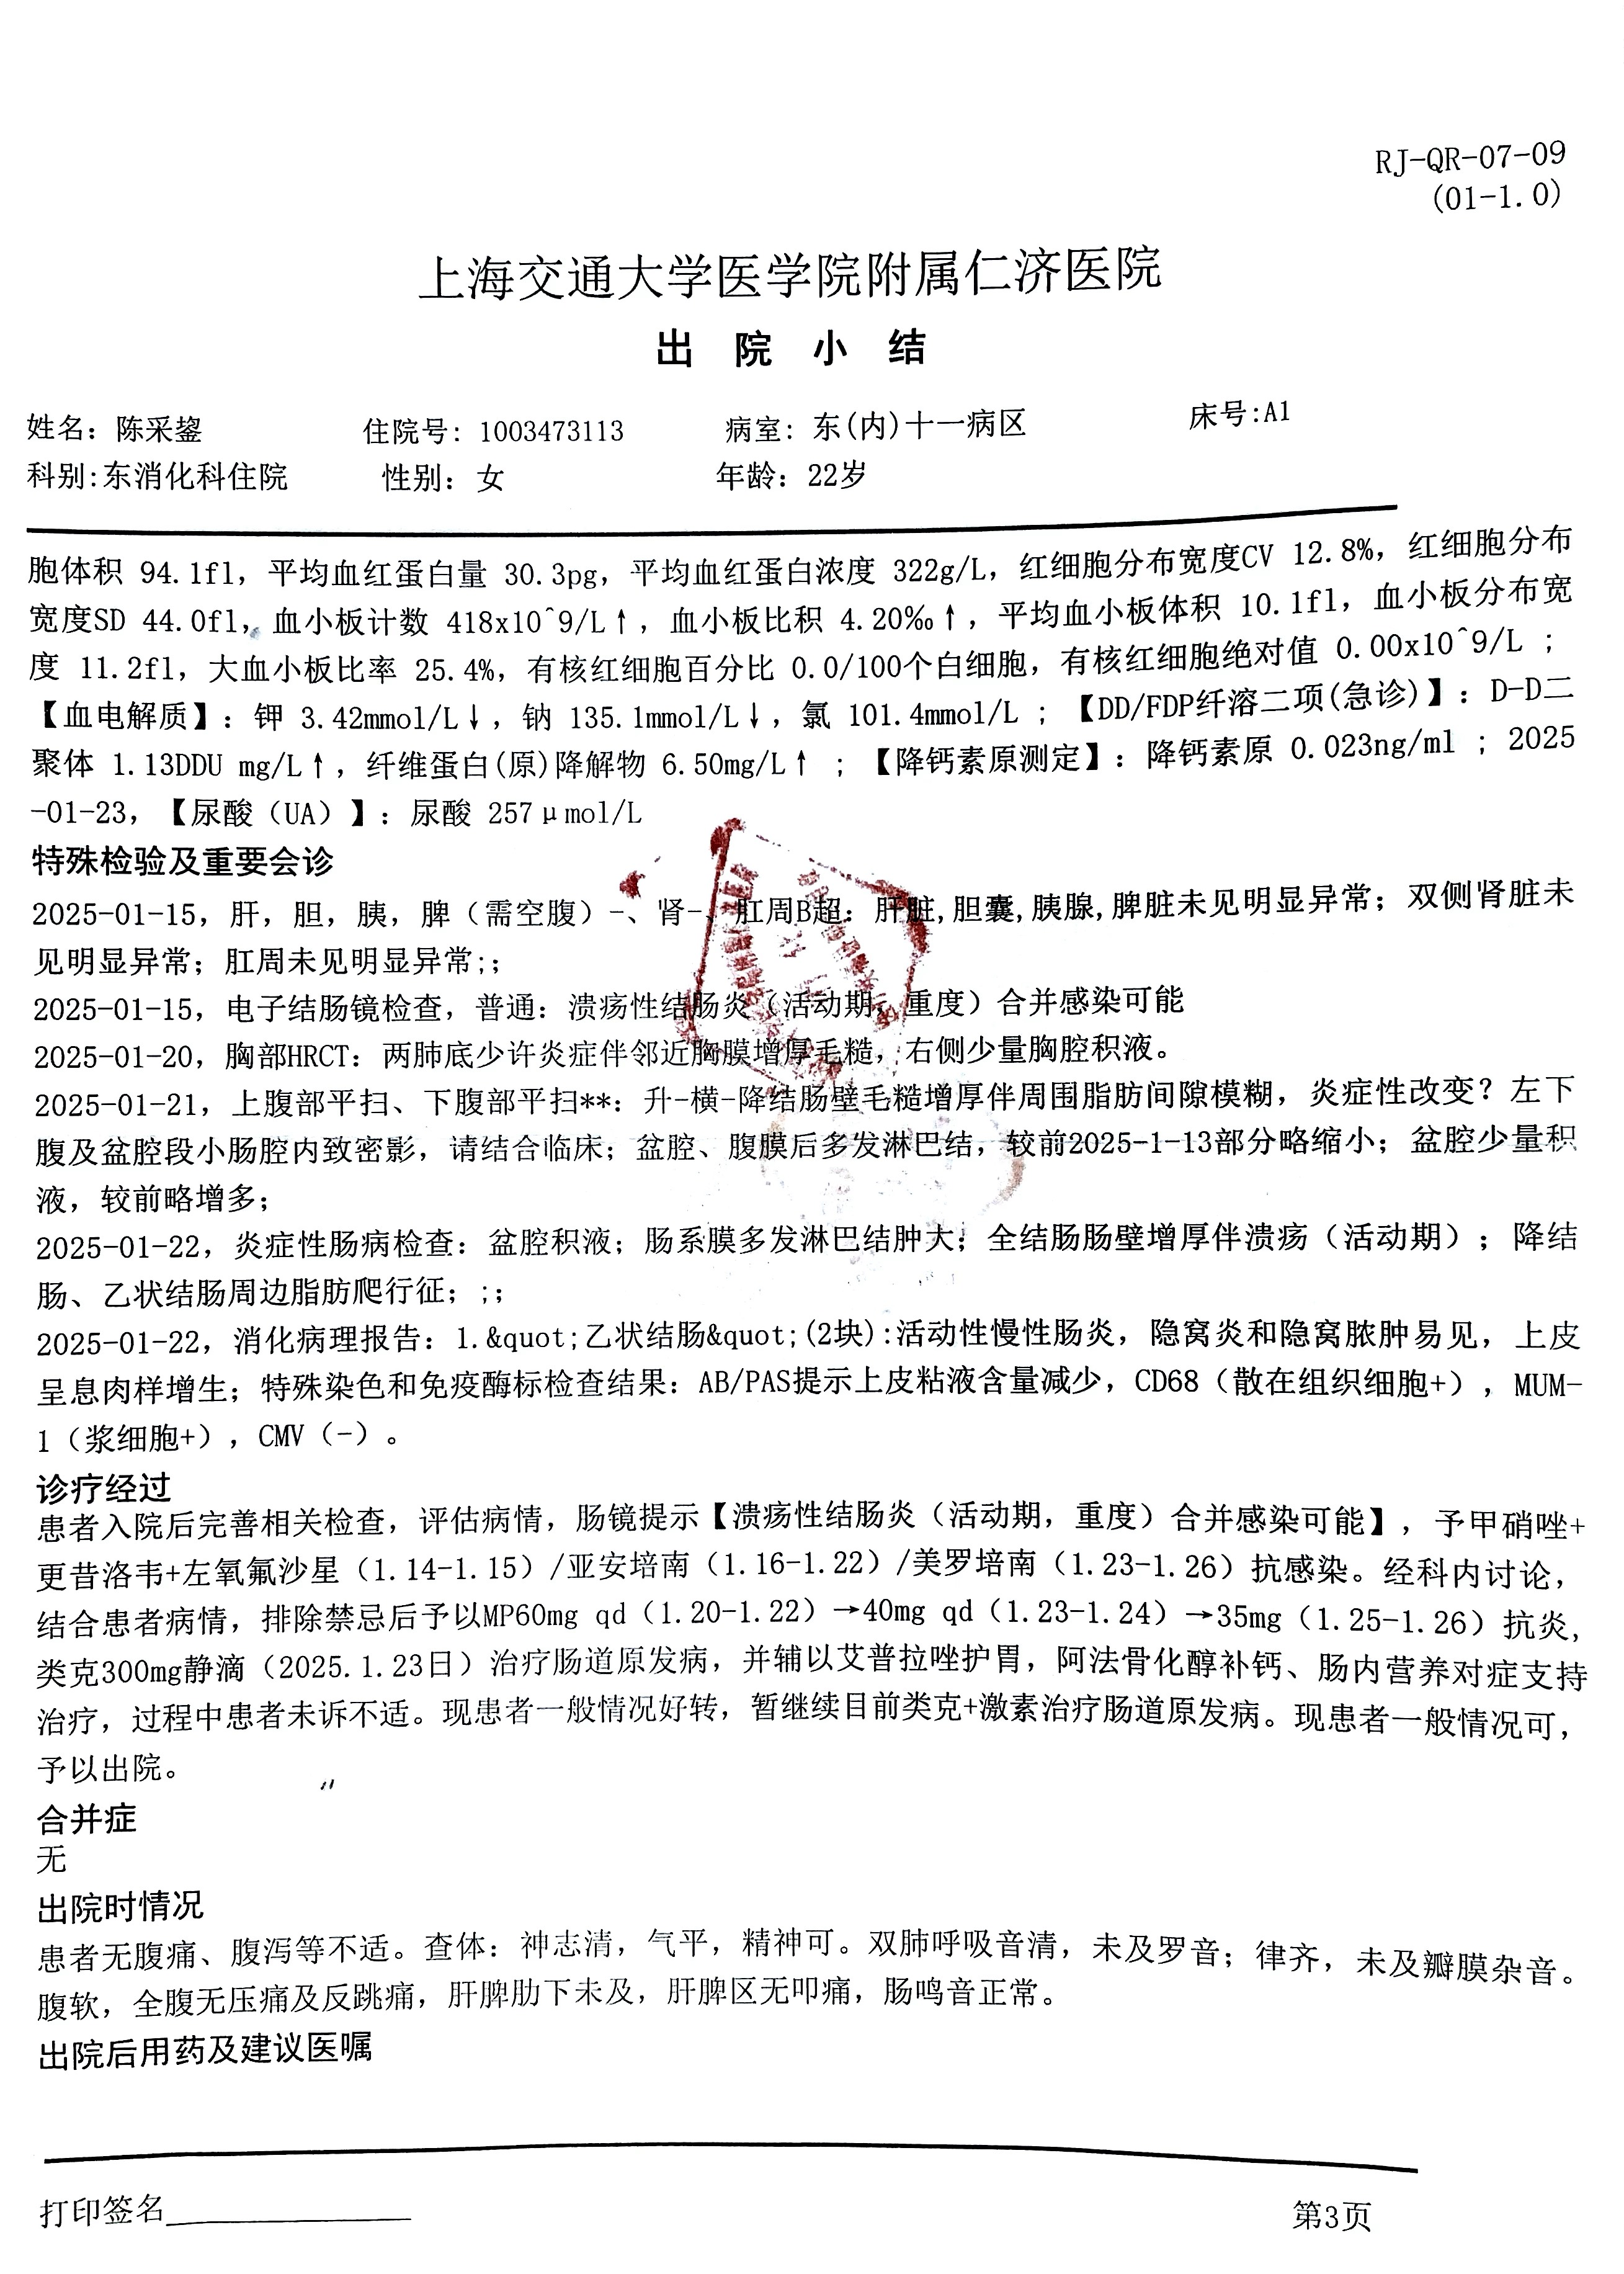 RJ-QR-07-09
(01-1.0)
上海交通大学医学院附属仁济医院
出 院 小 结
姓名: 陈采鋆 住院号: 1003473113 病室: 东(内)十一病区 床号:A1
科别:东消化科住院 性别: 女 年龄: 22岁
胞体积 94.1fl, 平均血红蛋白量 30.3pg, 平均血红蛋白浓度 322g/L, 红细胞分布宽度CV 12.8%, 红细胞分布
宽度SD 44.0fl, 血小板计数 418x10^9/L↑, 血小板比积 4.20‰↑, 平均血小板体积 10.1fl, 血小板分布宽
度 11.2fl, 大血小板比率 25.4%, 有核红细胞百分比 0.0/100个白细胞, 有核红细胞绝对值 0.00x10^9/L ;
【血电解质】: 钾 3.42mmol/L↓, 钠 135.1mmol/L↓, 氯 101.4mmol/L ; 【DD/FDP纤溶二项(急诊)】: D-D二
聚体 1.13DDU mg/L↑, 纤维蛋白(原)降解物 6.50mg/L↑ ; 【降钙素原测定】: 降钙素原 0.023ng/ml ; 2025
-01-23, 【尿酸（UA）】: 尿酸 257μmol/L
特殊检验及重要会诊
2025-01-15, 肝, 胆, 胰, 脾（需空腹）-、肾-、肛周B超: 肝脏,胆囊,胰腺,脾脏未见明显异常; 双侧肾脏未
见明显异常; 肛周未见明显异常;;
2025-01-15, 电子结肠镜检查, 普通: 溃疡性结肠炎（活动期, 重度）合并感染可能
2025-01-20, 胸部HRCT: 两肺底少许炎症伴邻近胸膜增厚毛糙, 右侧少量胸腔积液。
2025-01-21, 上腹部平扫、下腹部平扫**: 升-横-降结肠壁毛糙增厚伴周围脂肪间隙模糊, 炎症性改变? 左下
腹及盆腔段小肠腔内致密影, 请结合临床; 盆腔、腹膜后多发淋巴结, 较前2025-1-13部分略缩小; 盆腔少量积
液, 较前略增多;
2025-01-22, 炎症性肠病检查: 盆腔积液; 肠系膜多发淋巴结肿大; 全结肠肠壁增厚伴溃疡（活动期）; 降结
肠、乙状结肠周边脂肪爬行征; ;;
2025-01-22, 消化病理报告: 1.&quot;乙状结肠&quot;(2块):活动性慢性肠炎, 隐窝炎和隐窝脓肿易见, 上皮
呈息肉样增生; 特殊染色和免疫酶标检查结果: AB/PAS提示上皮粘液含量减少, CD68（散在组织细胞+）, MUM-
1（浆细胞+）, CMV（-）。
诊疗经过
患者入院后完善相关检查, 评估病情, 肠镜提示【溃疡性结肠炎（活动期, 重度）合并感染可能】, 予甲硝唑+
更昔洛韦+左氧氟沙星（1.14-1.15）/亚安培南（1.16-1.22）/美罗培南（1.23-1.26）抗感染。经科内讨论,
结合患者病情, 排除禁忌后予以MP60mg qd（1.20-1.22）→40mg qd（1.23-1.24）→35mg（1.25-1.26）抗炎,
类克300mg静滴（2025.1.23日）治疗肠道原发病, 并辅以艾普拉唑护胃, 阿法骨化醇补钙、肠内营养对症支持
治疗, 过程中患者未诉不适。现患者一般情况好转, 暂继续目前类克+激素治疗肠道原发病。现患者一般情况可,
予以出院。
合并症
无
出院时情况
患者无腹痛、腹泻等不适。查体: 神志清, 气平, 精神可。双肺呼吸音清, 未及罗音; 律齐, 未及瓣膜杂音。
腹软, 全腹无压痛及反跳痛, 肝脾肋下未及, 肝脾区无叩痛, 肠鸣音正常。
出院后用药及建议医嘱
打印签名 第3页